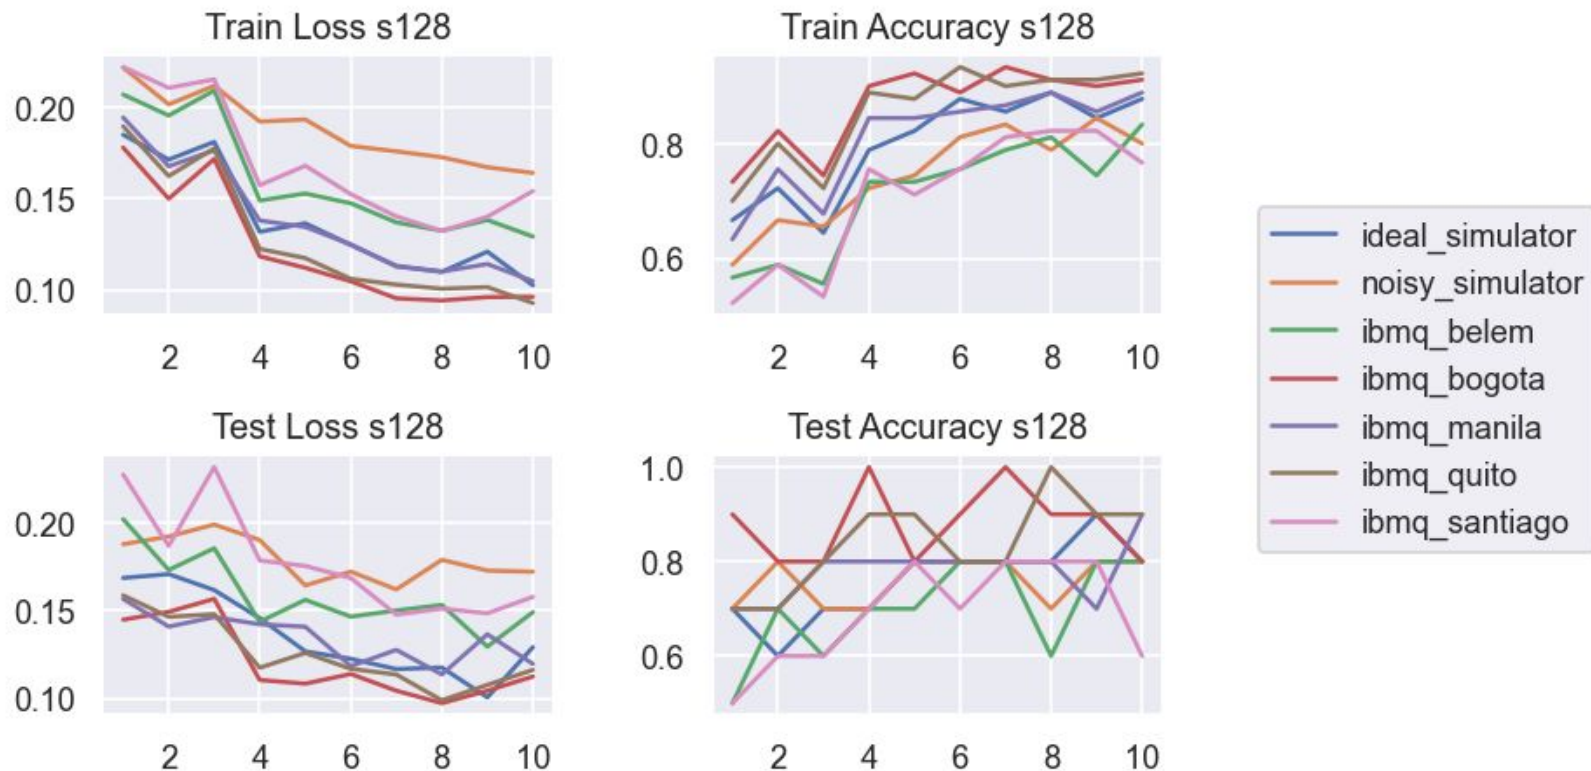 Train Loss s128
0.20
0.15
0.10
2 4 6 8 10
Train Accuracy s128
0.8
0.6
2 4 6 8 10
Test Loss s128
0.20
0.15
0.10
2 4 6 8 10
Test Accuracy s128
1.0
0.8
0.6
2 4 6 8 10
ideal_simulator
noisy_simulator
ibmq_belem
ibmq_bogota
ibmq_manila
ibmq_quito
ibmq_santiago